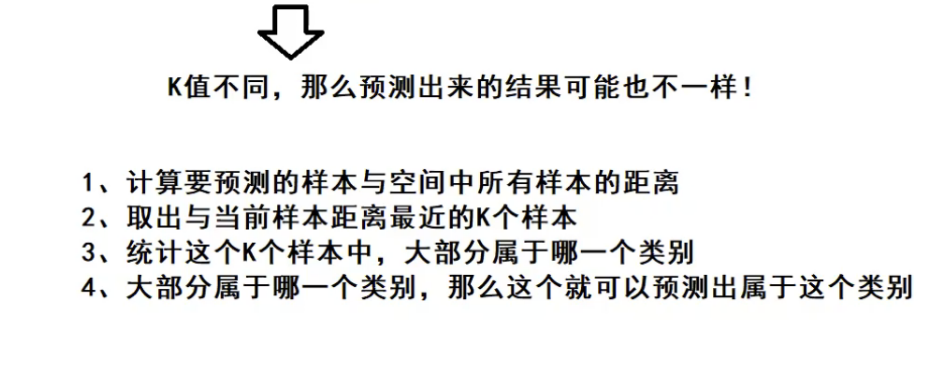 K值不同，那么预测出来的结果可能也不一样！
1、计算要预测的样本与空间中所有样本的距离
2、取出与当前样本距离最近的K个样本
3、统计这个K个样本中，大部分属于哪一个类别
4、大部分属于哪一个类别，那么这个就可以预测出属于这个类别